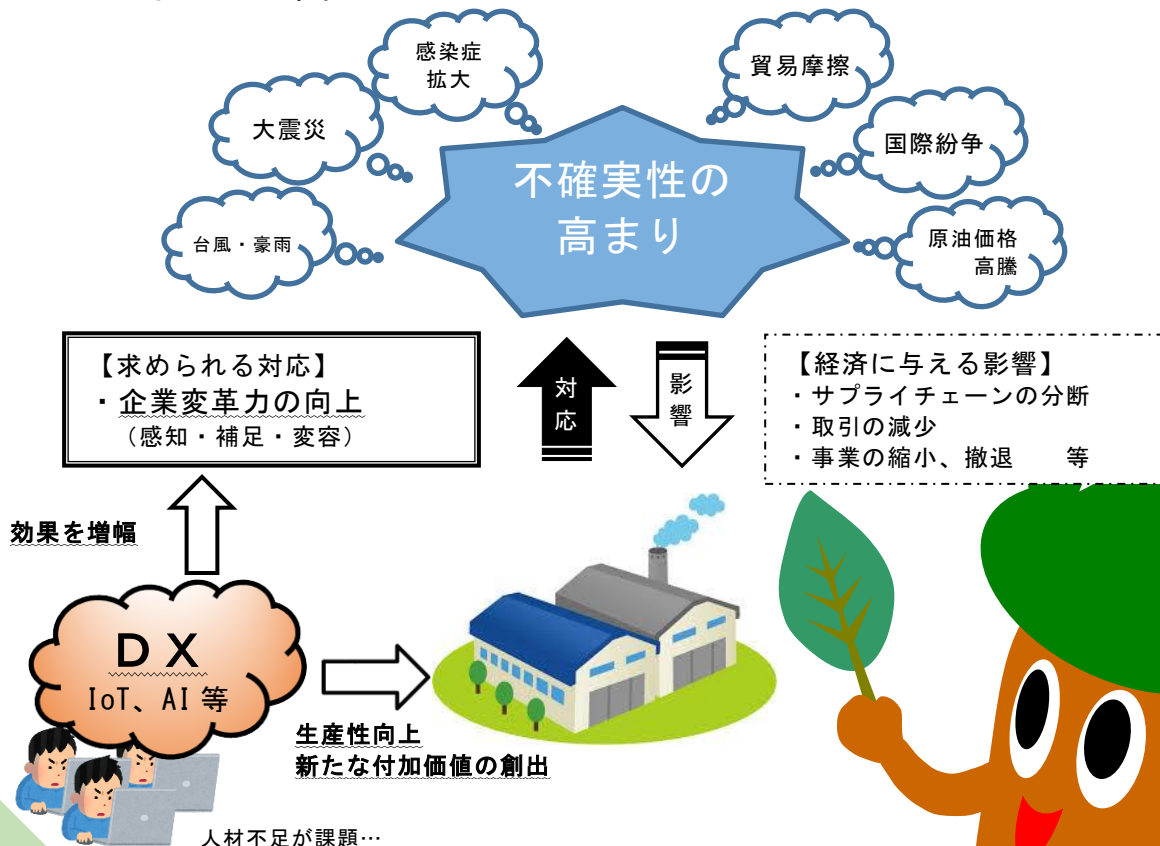 感染症
拡大
貿易摩擦
大震災
国際紛争
台風・豪雨
原油価格
高騰
不確実性の
高まり
【求められる対応】
・企業変革力の向上
（感知・補足・変容）
対応
影響
【経済に与える影響】
・サプライチェーンの分断
・取引の減少
・事業の縮小、撤退　　等
効果を増幅
ＤＸ
IoT、AI 等
生産性向上
新たな付加価値の創出
人材不足が課題…